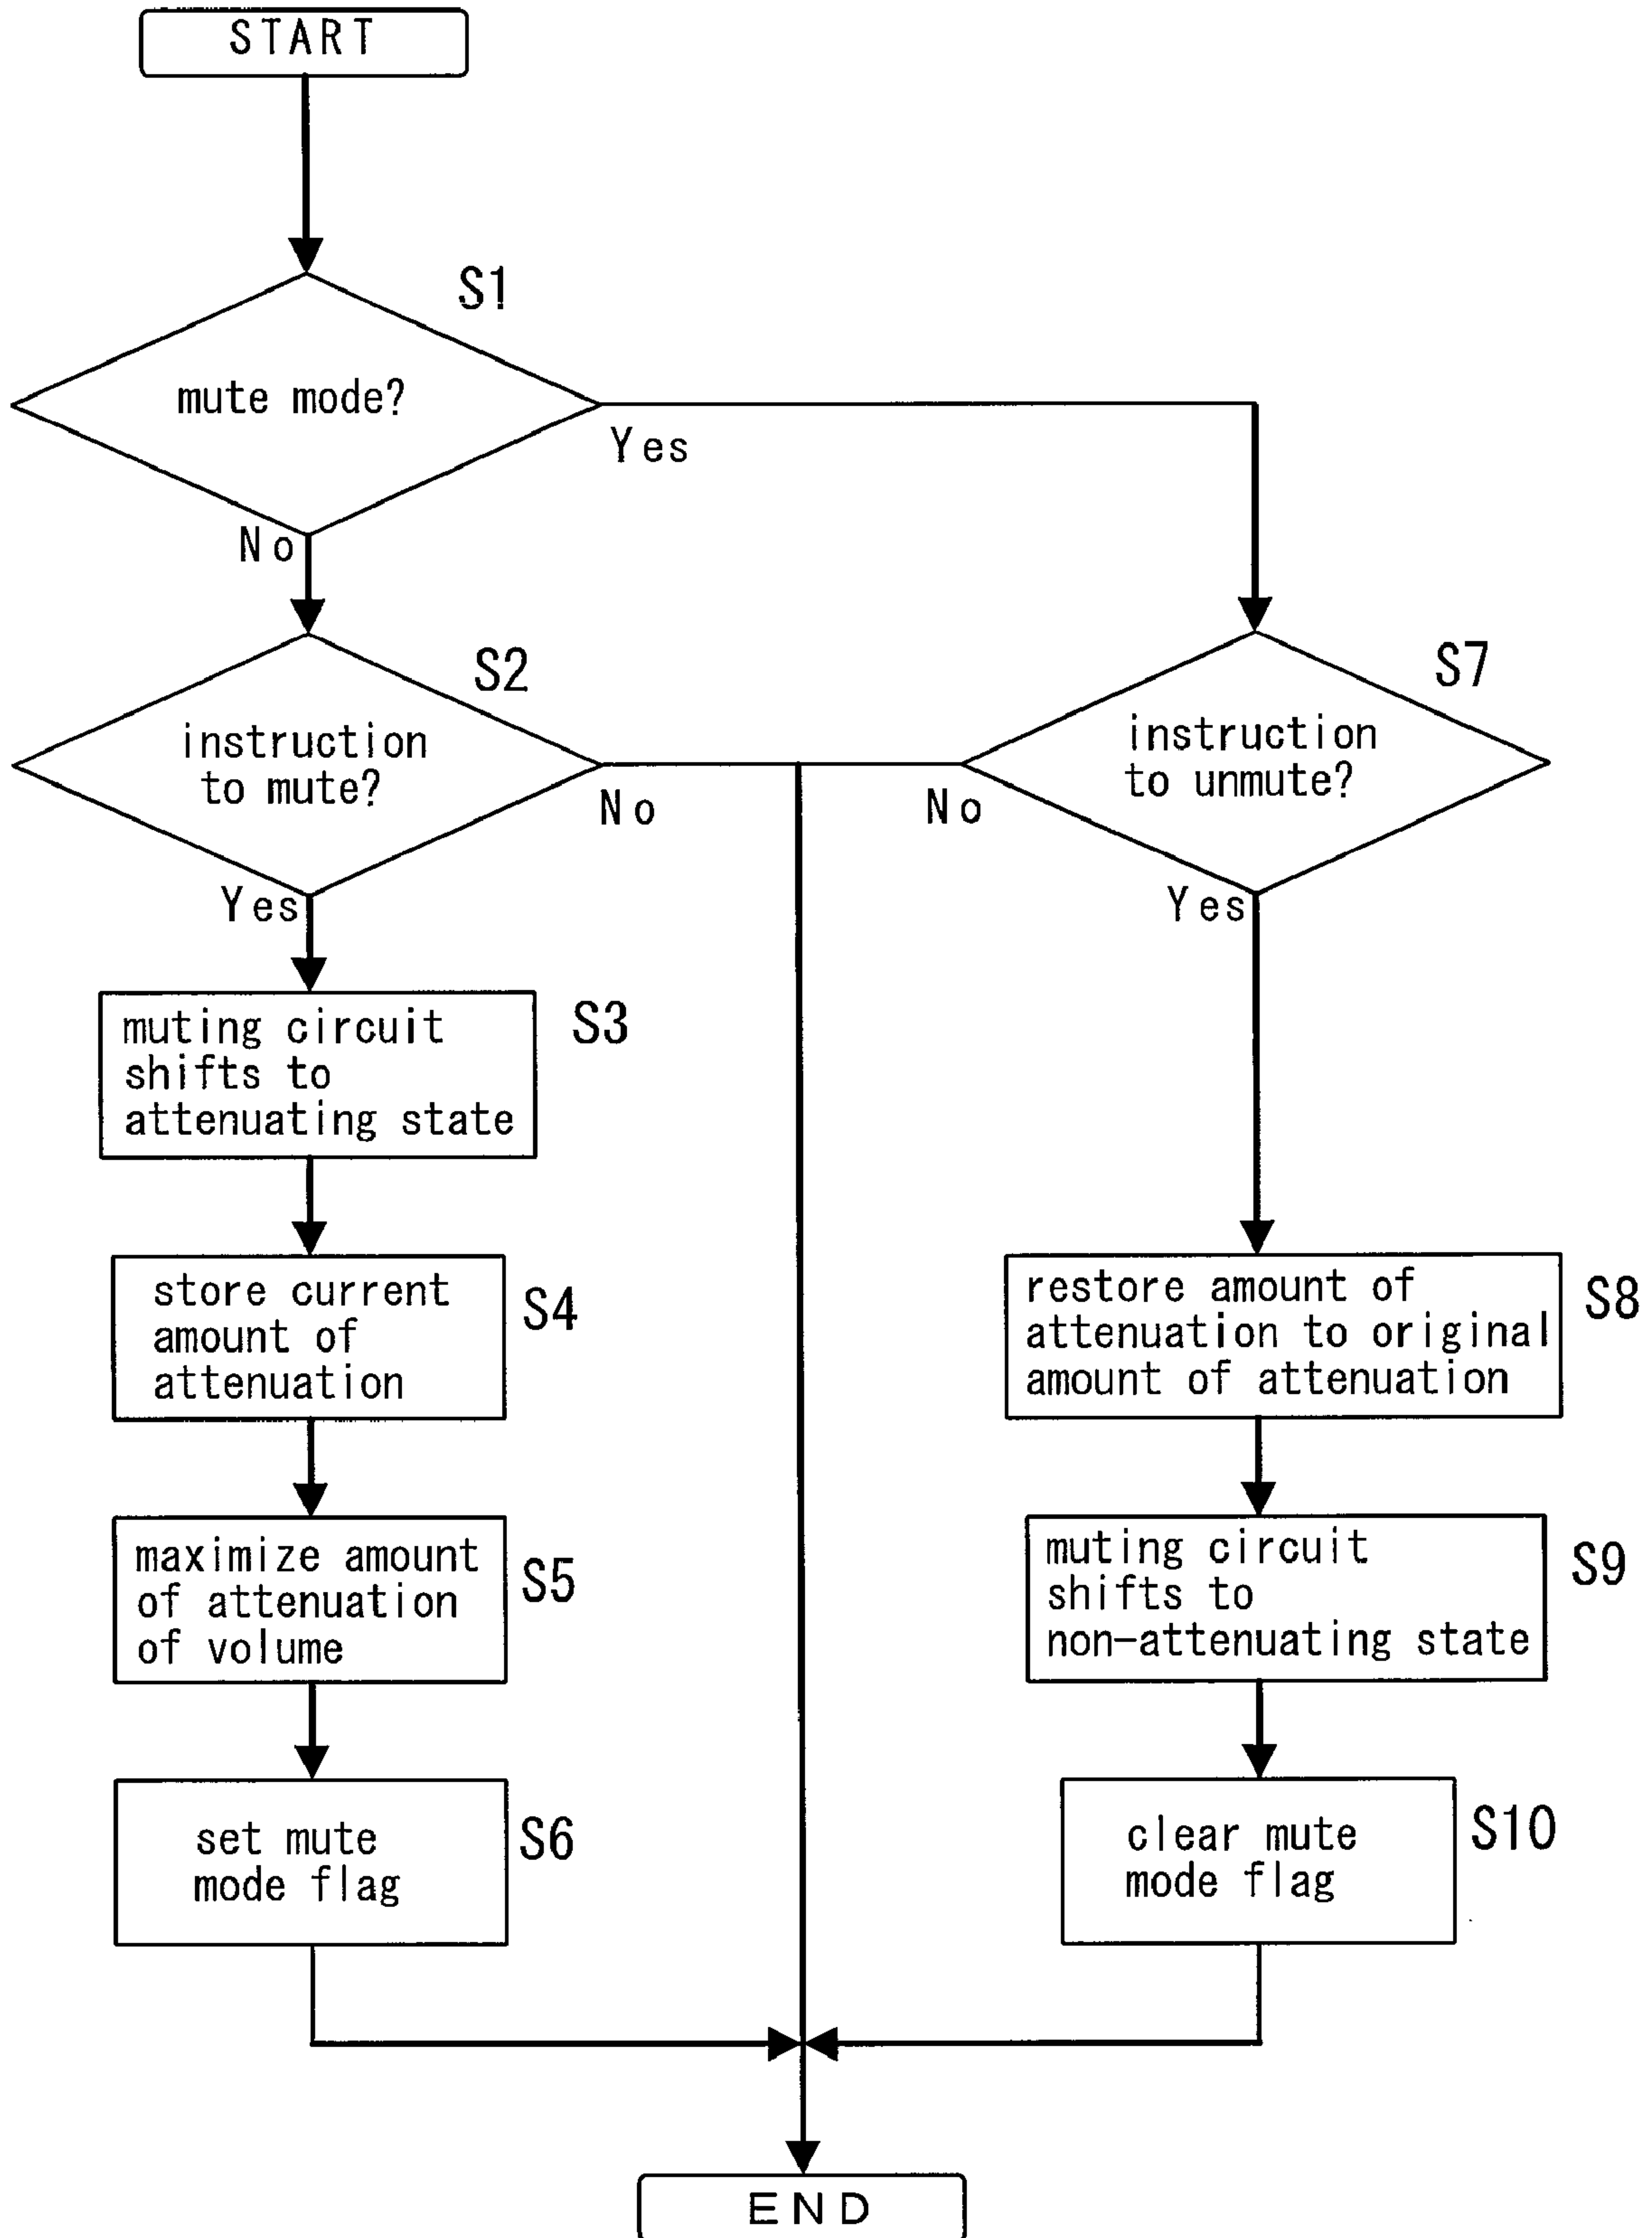 START
S1
mute mode?
Yes
No
S2
instruction
to mute?
No
Yes
S7
instruction
to unmute?
No
Yes
muting circuit
shifts to
attenuating state
S3
store current
amount of
attenuation
S4
maximize amount
of attenuation
of volume
S5
set mute
mode flag
S6
restore amount of
attenuation to original
amount of attenuation
S8
muting circuit
shifts to
non-attenuating state
S9
clear mute
mode flag
S10
END